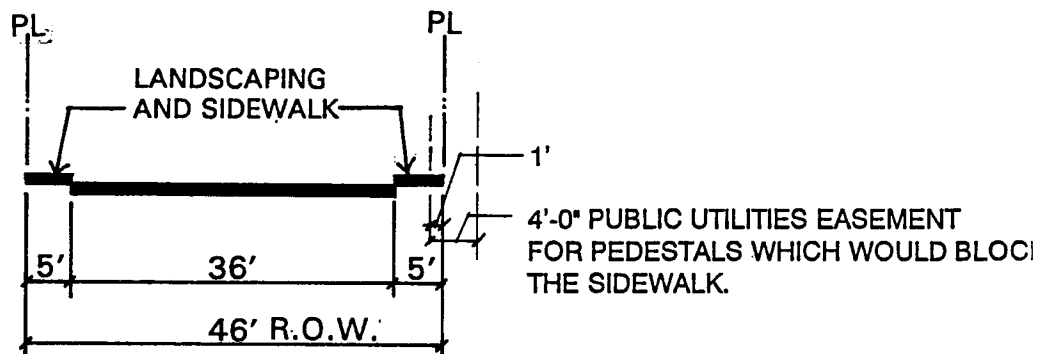 PL
PL
LANDSCAPING
AND SIDEWALK
1'
4'-0" PUBLIC UTILITIES EASEMENT
FOR PEDESTALS WHICH WOULD BLOC
THE SIDEWALK.
5'
36'
5'
46' R.O.W.